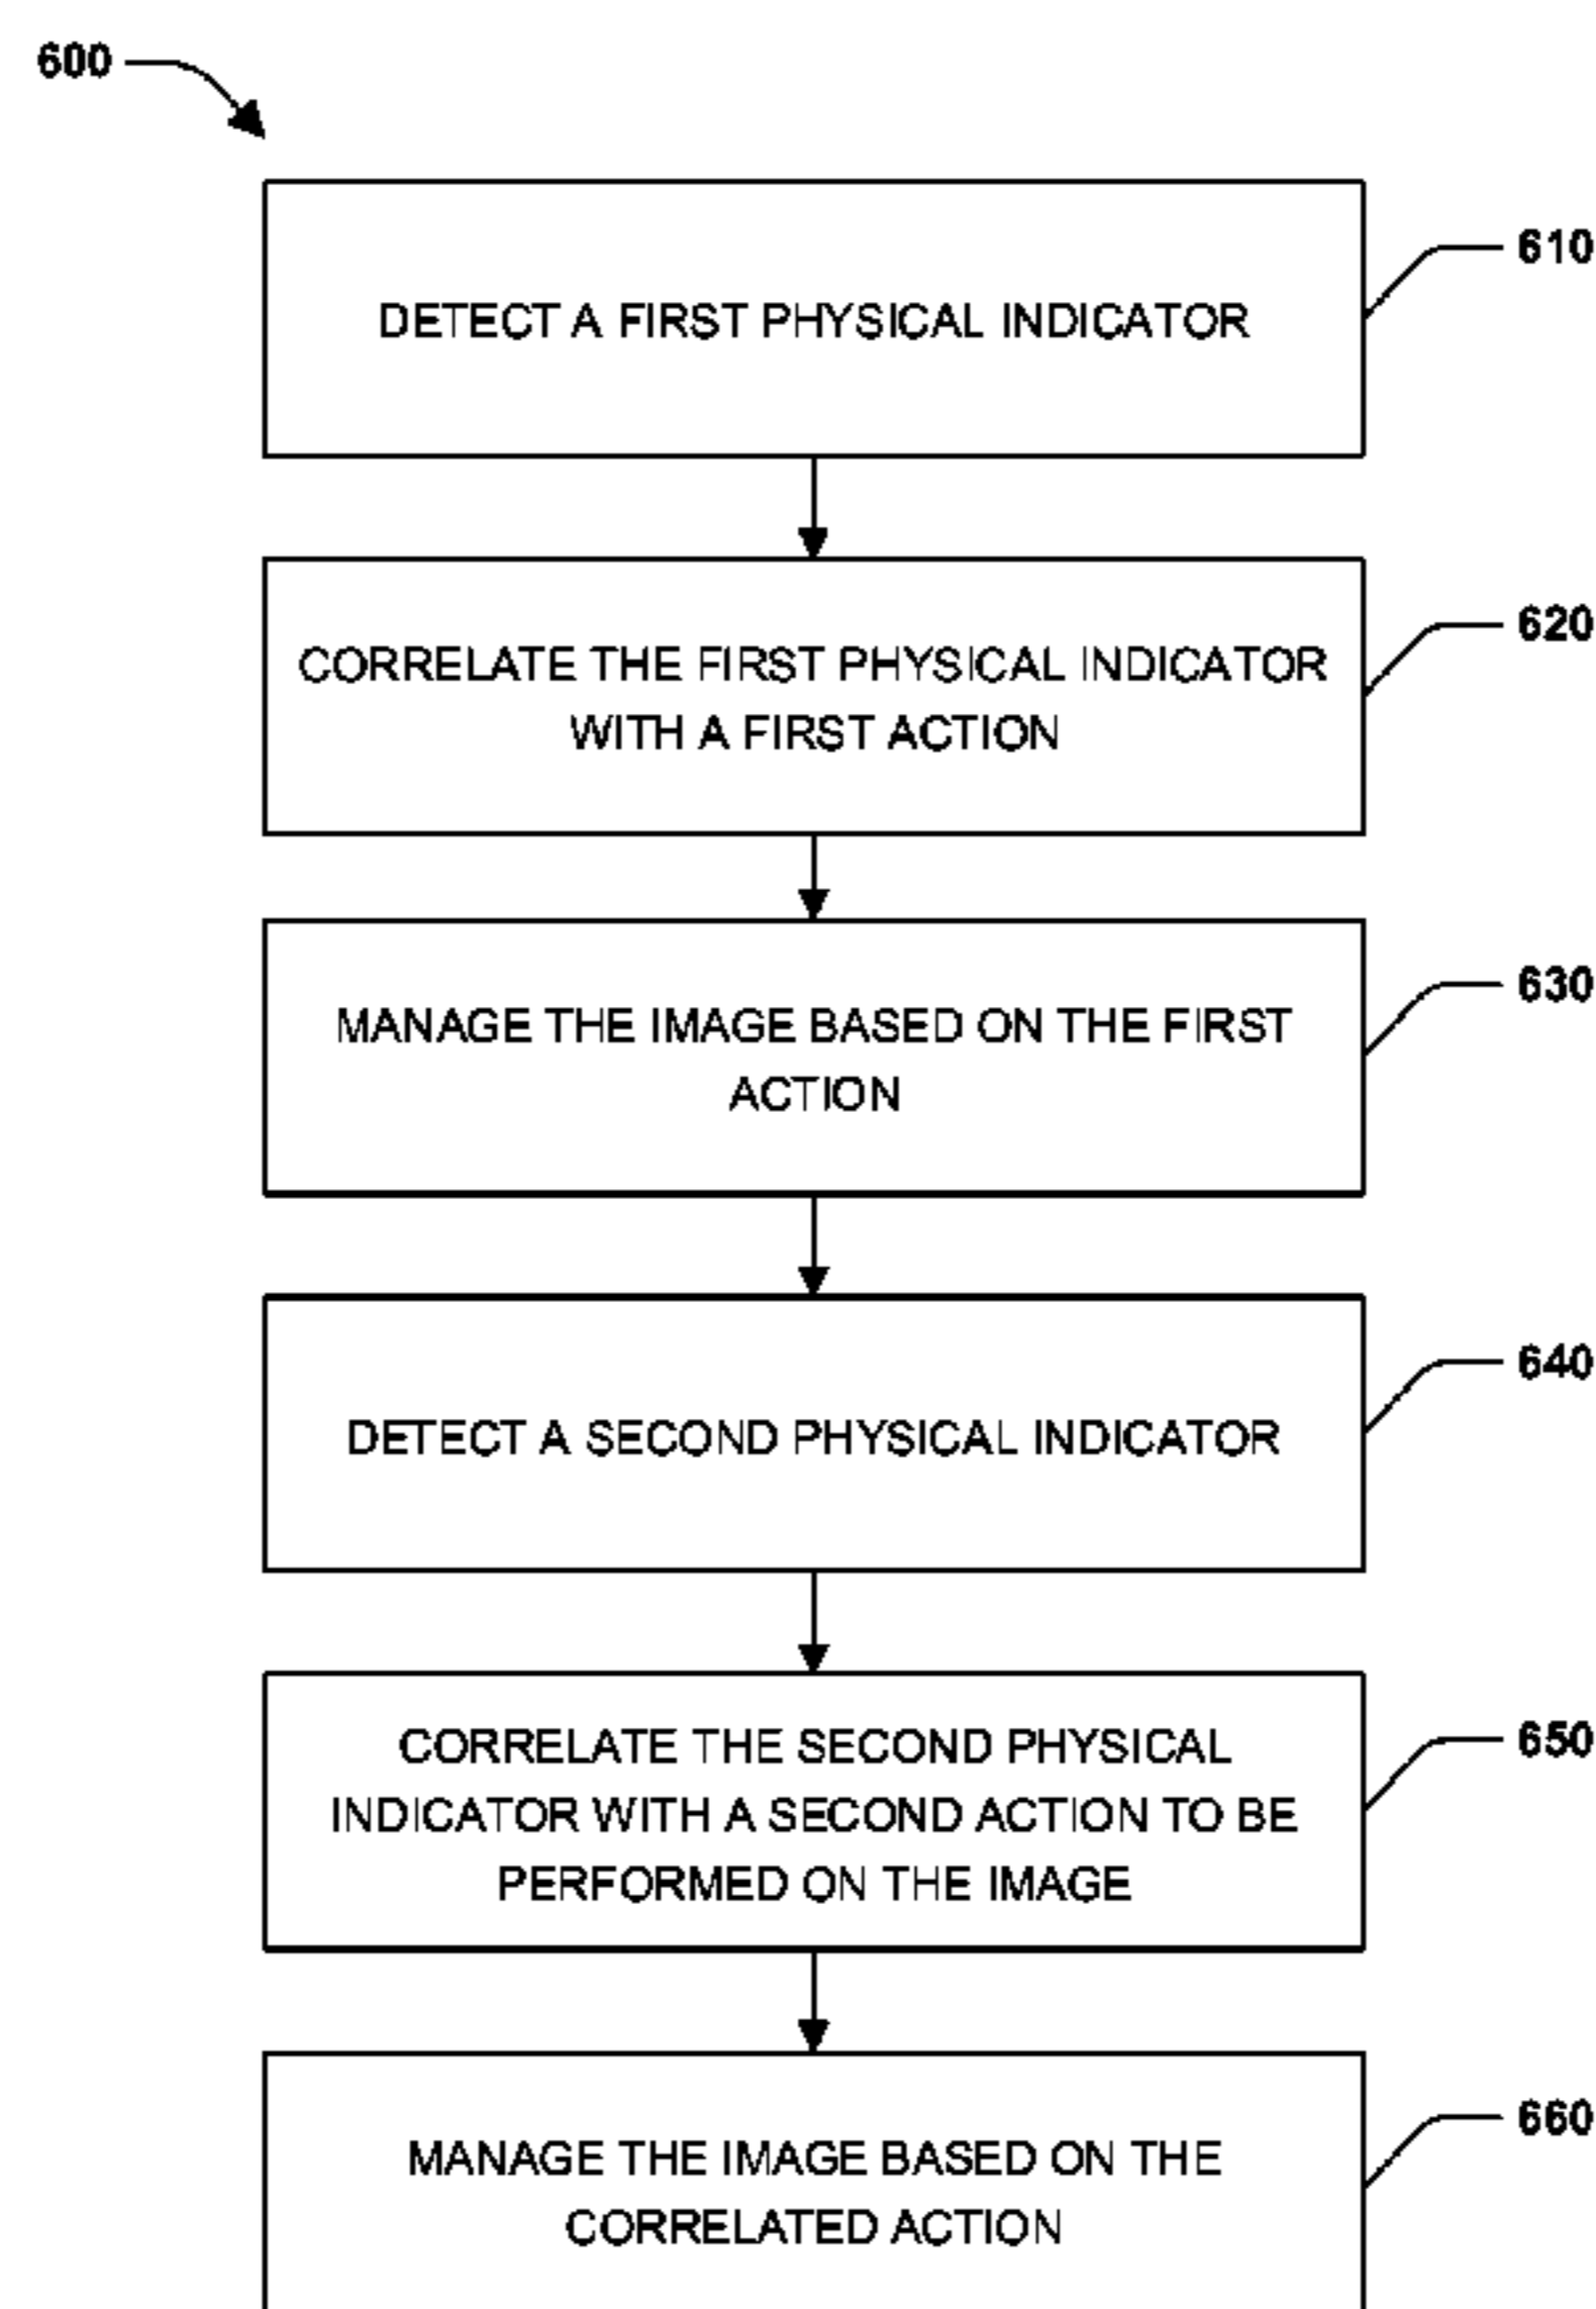 600
610
DETECT A FIRST PHYSICAL INDICATOR
620
CORRELATE THE FIRST PHYSICAL INDICATOR
WITH A FIRST ACTION
630
MANAGE THE IMAGE BASED ON THE FIRST
ACTION
640
DETECT A SECOND PHYSICAL INDICATOR
650
CORRELATE THE SECOND PHYSICAL
INDICATOR WITH A SECOND ACTION TO BE
PERFORMED ON THE IMAGE
660
MANAGE THE IMAGE BASED ON THE
CORRELATED ACTION